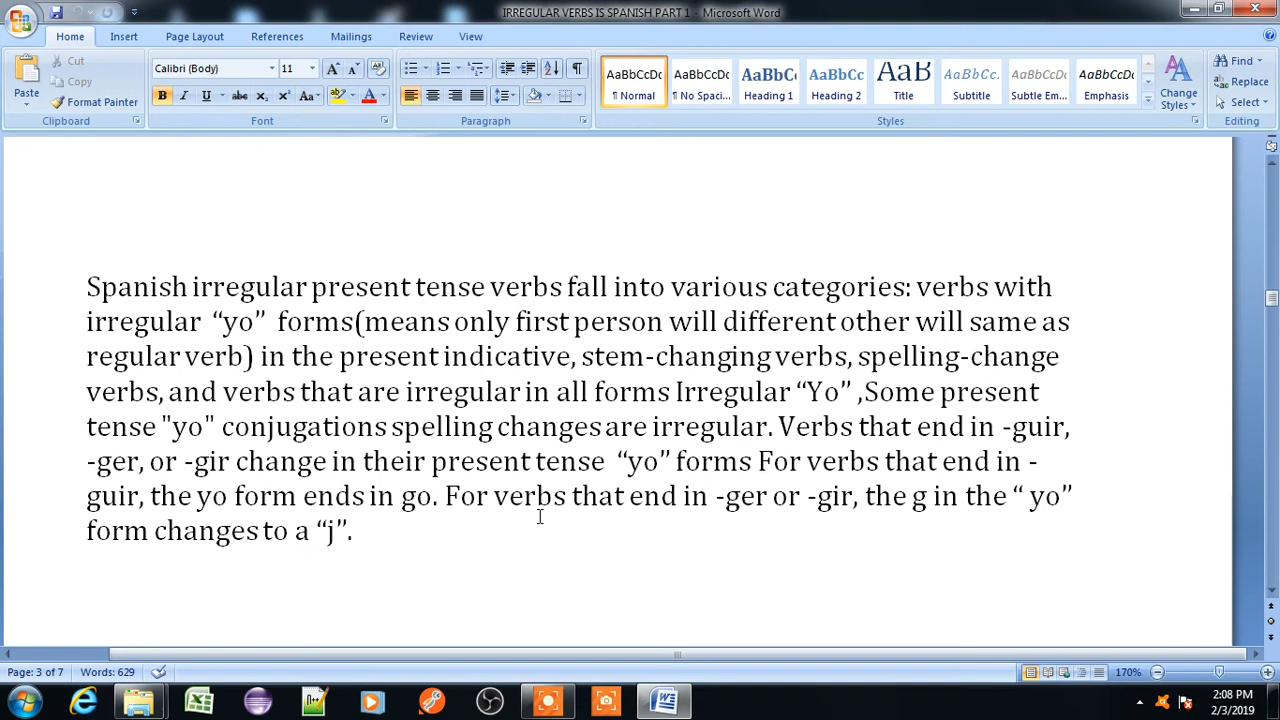 IRREGULAR VERBS IS SPANISH PART 1 - Microsoft Word
Home Insert Page Layout References Mailings Review View
Paste
Cut
Copy
Format Painter
Clipboard
Calibri (Body) 11
Font
Paragraph
AaBbCcDc AaBbCcDc AaBbC AaBbCc AaB AaBbCc. AaBbCcDc AaBbCcDc
¶ Normal ¶ No Spaci... Heading 1 Heading 2 Title Subtitle Subtle Em... Emphasis
Styles
Change
Styles
Find
Replace
Select
Editing
Spanish irregular present tense verbs fall into various categories: verbs with
irregular “yo” forms(means only first person will different other will same as
regular verb) in the present indicative, stem-changing verbs, spelling-change
verbs, and verbs that are irregular in all forms Irregular “Yo” ,Some present
tense "yo" conjugations spelling changes are irregular. Verbs that end in -guir,
-ger, or -gir change in their present tense “yo” forms For verbs that end in -
guir, the yo form ends in go. For verbs that end in -ger or -gir, the g in the “ yo”
form changes to a “j”.
Page: 3 of 7 Words: 629 170%
2:08 PM
2/3/2019